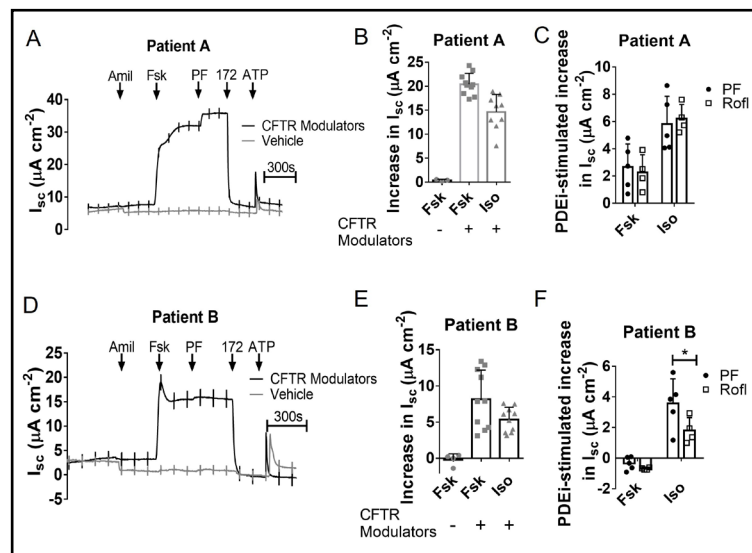 A
Patient A
Amil Fsk PF 172 ATP
40
30
20
10
0
Isc (µA cm-2)
CFTR Modulators
Vehicle
300s
B
Patient A
25
20
15
10
5
0
Increase in Isc (µA cm-2)
Fsk Fsk Iso
CFTR
Modulators
- + +
C
Patient A
10
8
6
4
2
0
PDEi-stimulated increase
in Isc (µA cm-2)
PF
Rofl
Fsk Iso
D
Patient B
Amil Fsk PF 172 ATP
25
20
15
10
5
0
-5
Isc (µA cm-2)
CFTR Modulators
Vehicle
300s
E
Patient B
15
10
5
0
Increase in Isc (µA cm-2)
Fsk Fsk Iso
CFTR
Modulators
- + +
F
Patient B
6
4
2
0
-2
PDEi-stimulated increase
in Isc (µA cm-2)
*
PF
Rofl
Fsk Iso